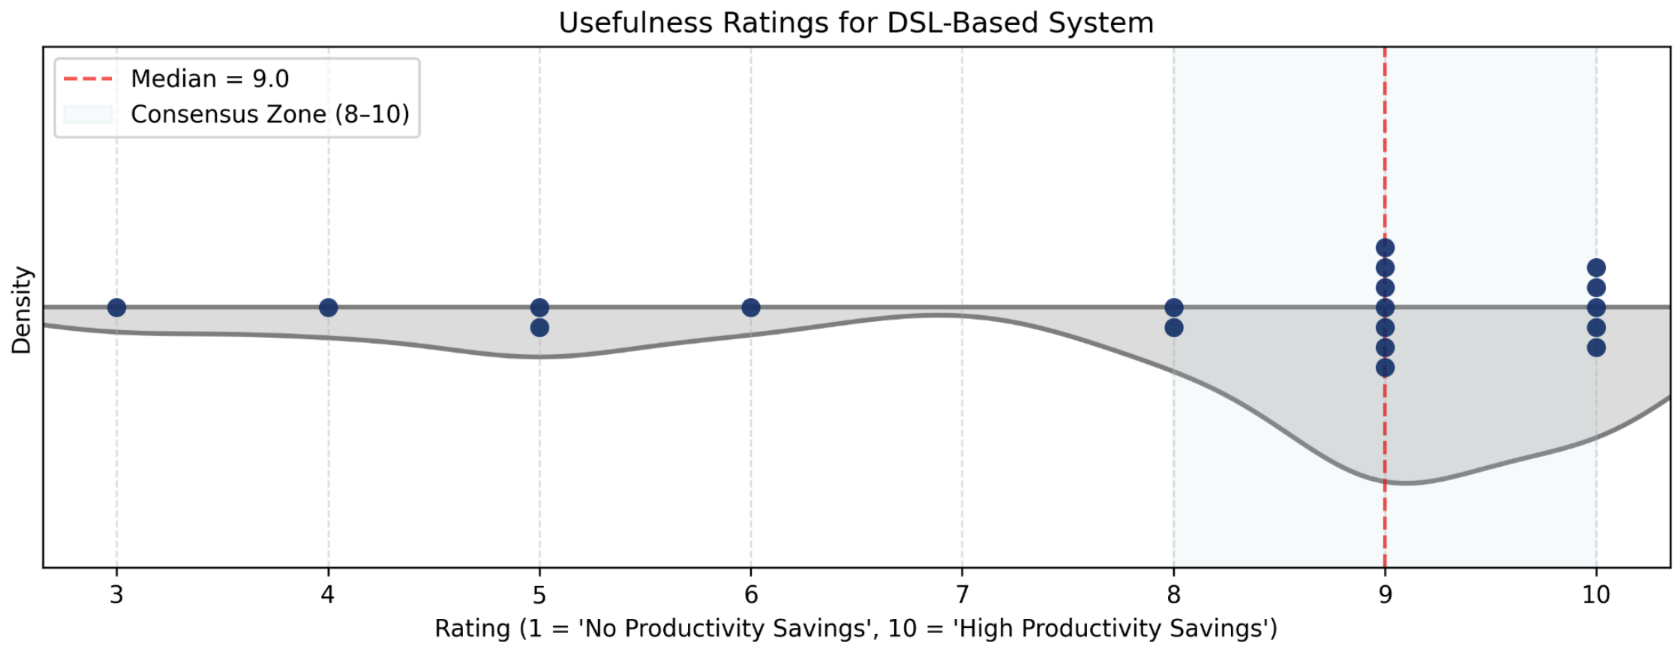 Usefulness Ratings for DSL-Based System
Median = 9.0
Consensus Zone (8–10)
Density
3 4 5 6 7 8 9 10
Rating (1 = 'No Productivity Savings', 10 = 'High Productivity Savings')